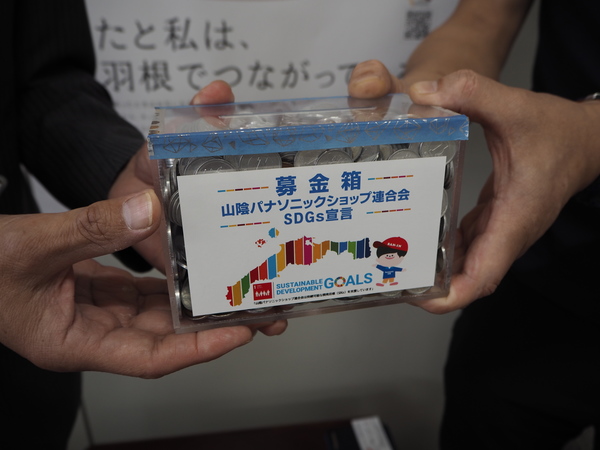 たと私は、
羽根でつながって
募金箱
山陰パナソニックショップ連合会
SDGs宣言
SUSTAINABLE
DEVELOPMENT GOALS